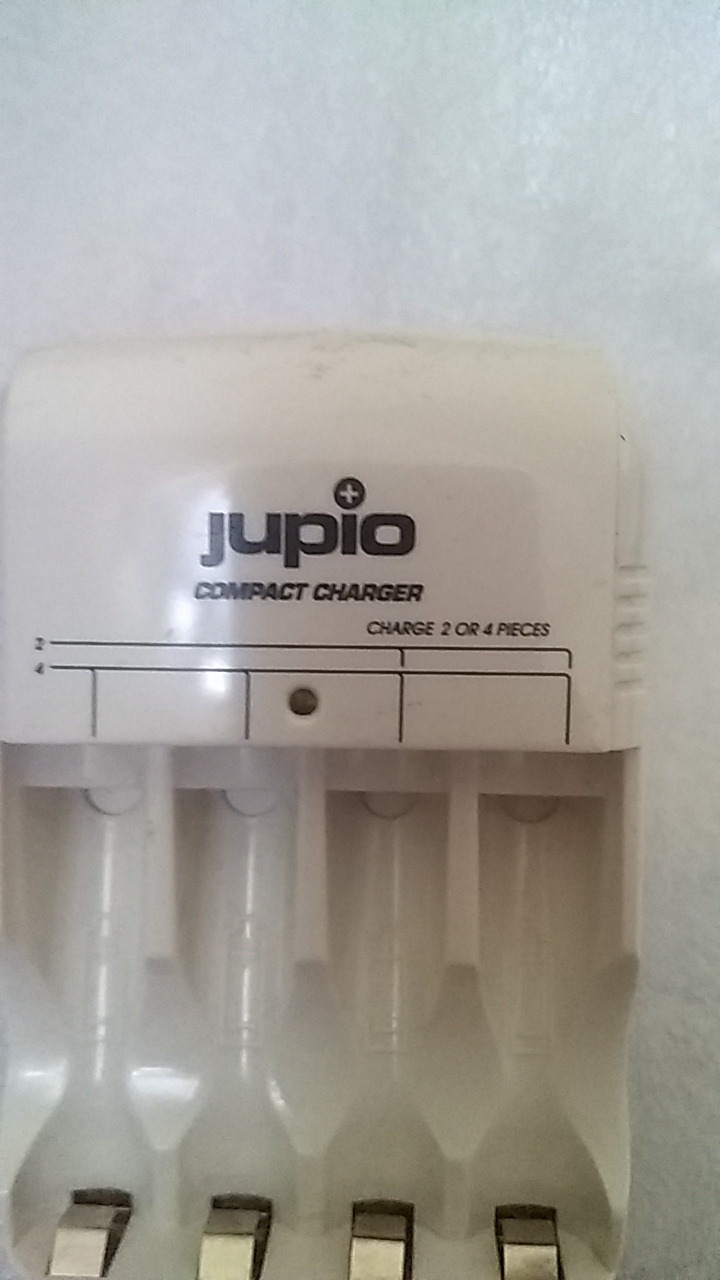 jupio
COMPACT CHARGER
CHARGE 2 OR 4 PIECES
2
4